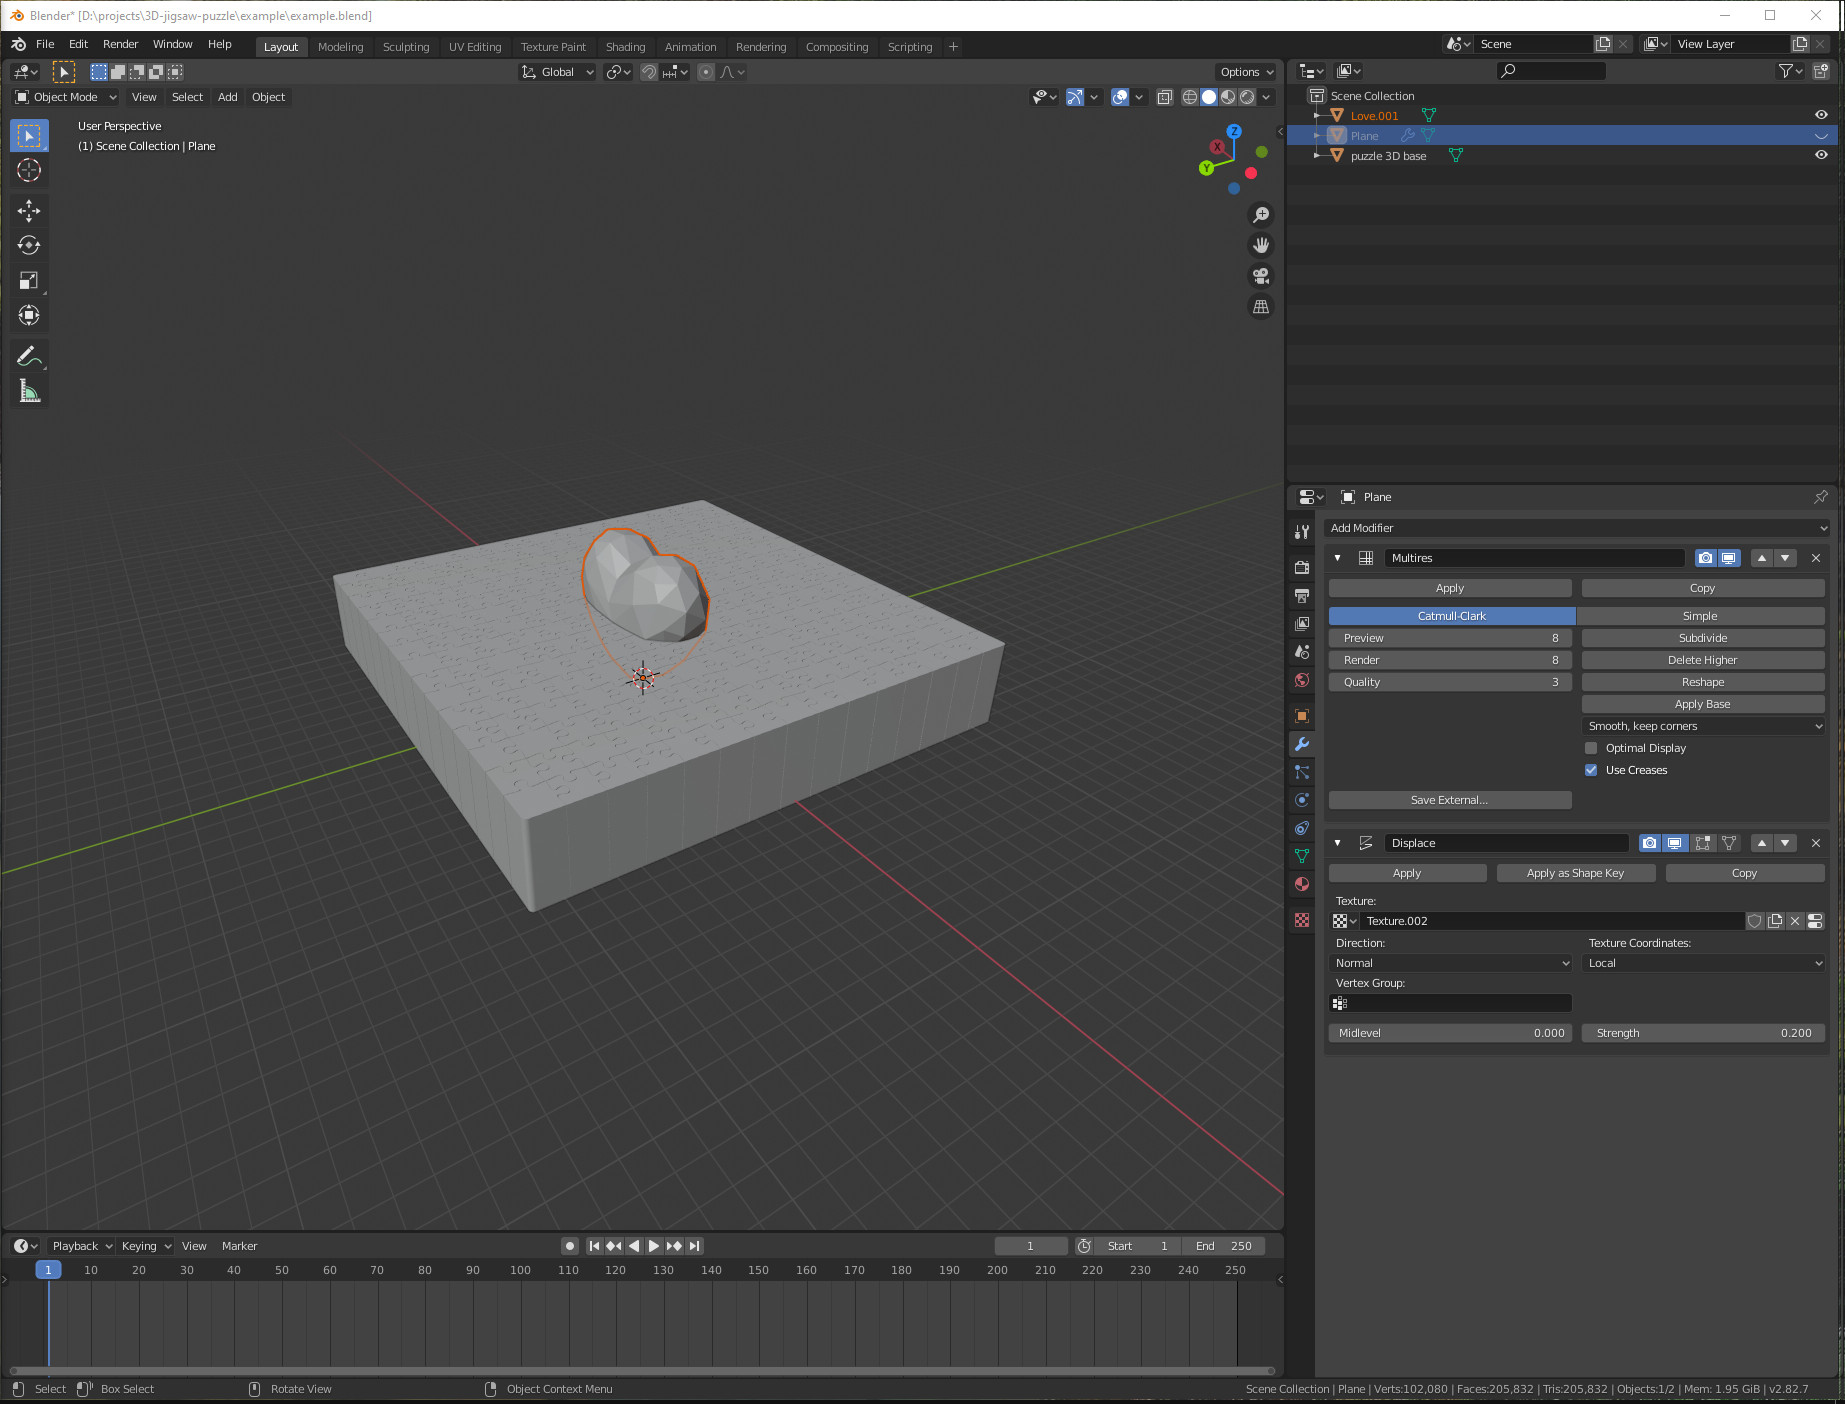 Blender* [D:\projects\3D-jigsaw-puzzle\example\example.blend]
File Edit Render Window Help Layout Modeling Sculpting UV Editing Texture Paint Shading Animation Rendering Compositing Scripting + Scene View Layer
Global Options
Object Mode View Select Add Object
User Perspective
(1) Scene Collection | Plane
Z
X
Y
Scene Collection
Love.001
Plane
puzzle 3D base
Plane
Add Modifier
Multires
Apply Copy
Catmull-Clark Simple
Preview 8 Subdivide
Render 8 Delete Higher
Quality 3 Reshape
Apply Base
Smooth, keep corners
Optimal Display
Use Creases
Save External...
Displace
Apply Apply as Shape Key Copy
Texture:
Texture.002
Direction: Texture Coordinates:
Normal Local
Vertex Group:
Midlevel 0.000 Strength 0.200
Playback Keying View Marker 1 Start 1 End 250
1 10 20 30 40 50 60 70 80 90 100 110 120 130 140 150 160 170 180 190 200 210 220 230 240 250
Select Box Select Rotate View Object Context Menu Scene Collection | Plane | Verts:102,080 | Faces:205,832 | Tris:205,832 | Objects:1/2 | Mem: 1.95 GiB | v2.82.7